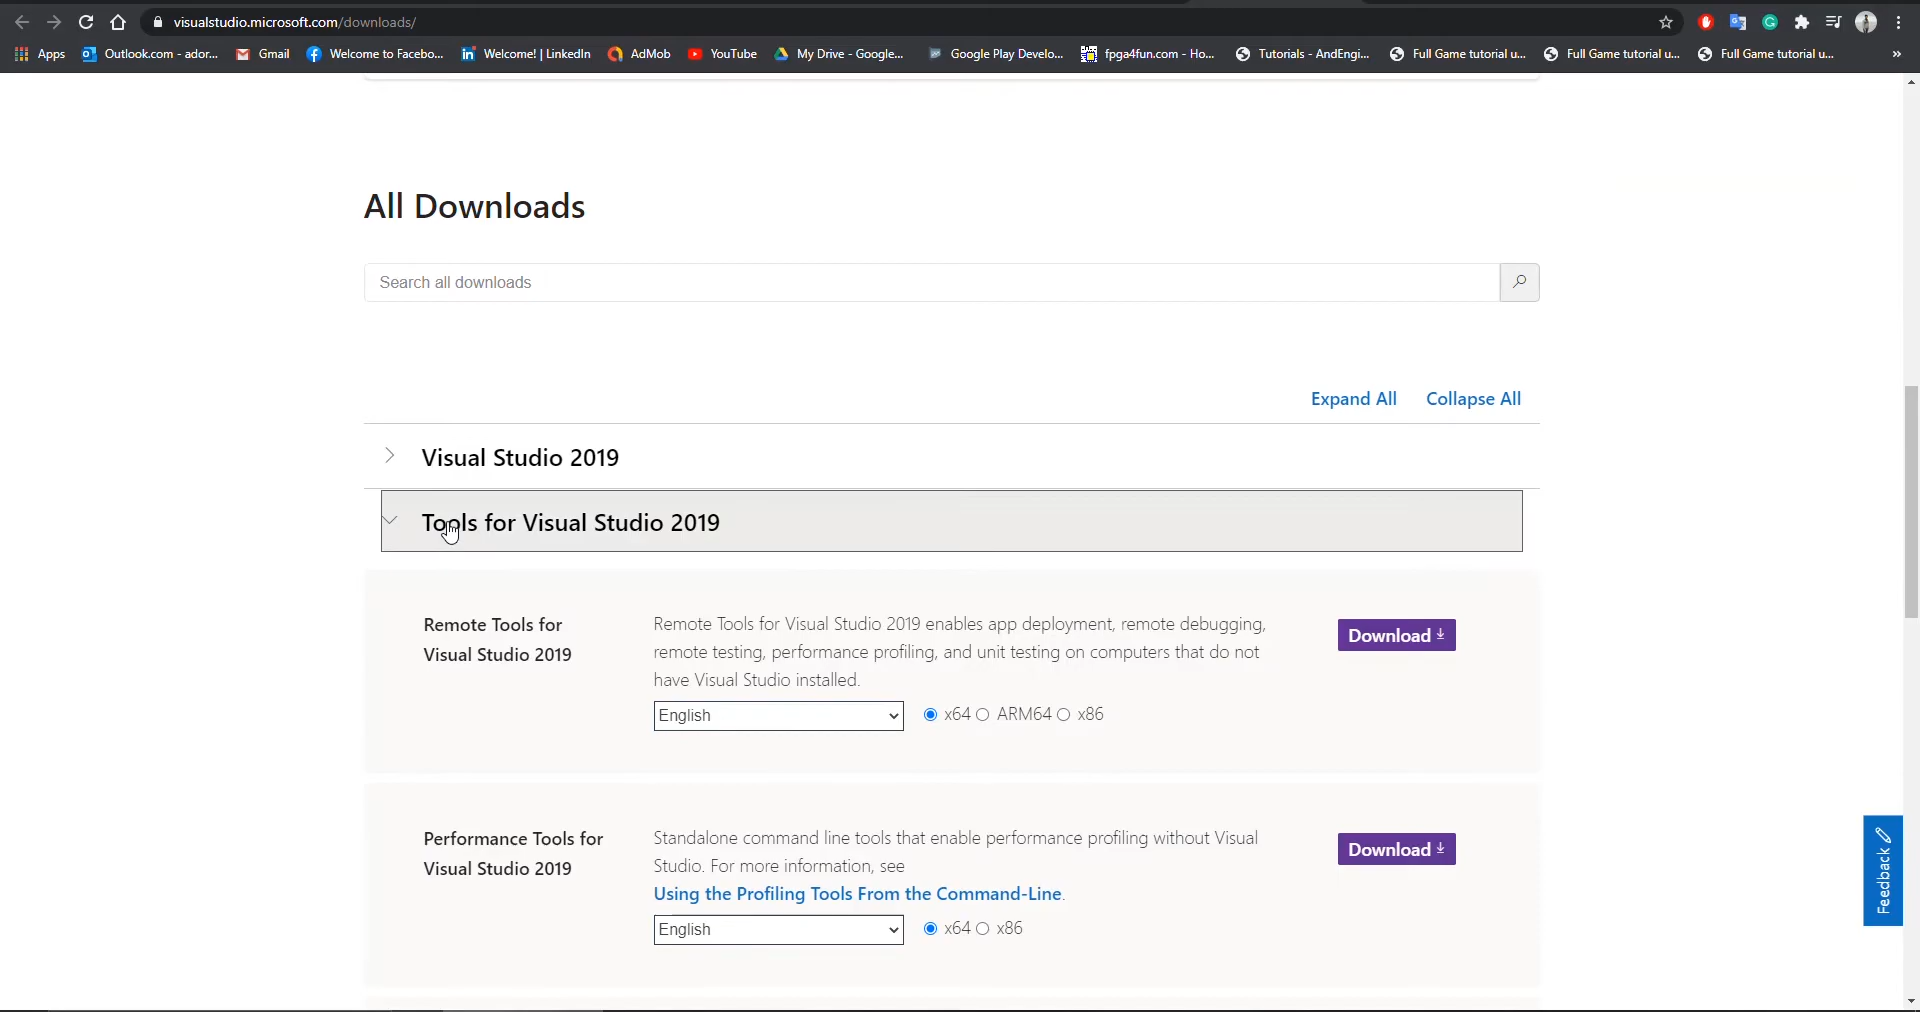 visualstudio.microsoft.com/downloads/
Apps Outlook.com - ador... Gmail Welcome to Facebo... Welcome! | LinkedIn AdMob YouTube My Drive - Google... Google Play Develo... fpga4fun.com - Ho... Tutorials - AndEngi... Full Game tutorial u... Full Game tutorial u... Full Game tutorial u... »
All Downloads
Search all downloads
Expand All Collapse All
Visual Studio 2019
Tools for Visual Studio 2019
Remote Tools for
Visual Studio 2019
Remote Tools for Visual Studio 2019 enables app deployment, remote debugging,
remote testing, performance profiling, and unit testing on computers that do not
have Visual Studio installed.
English x64 ARM64 x86
Download
Performance Tools for
Visual Studio 2019
Standalone command line tools that enable performance profiling without Visual
Studio. For more information, see
Using the Profiling Tools From the Command-Line.
English x64 x86
Download
Feedback